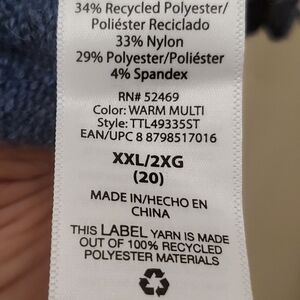 34% Recycled Polyester/
Poliéster Reciclado
33% Nylon
29% Polyester/Poliéster
4% Spandex
RN# 52469
Color: WARM MULTI
Style: TTL49335ST
EAN/UPC 8 8798517016
XXL/2XG
(20)
MADE IN/HECHO EN
CHINA
THIS LABEL YARN IS MADE
OUT OF 100% RECYCLED
POLYESTER MATERIALS